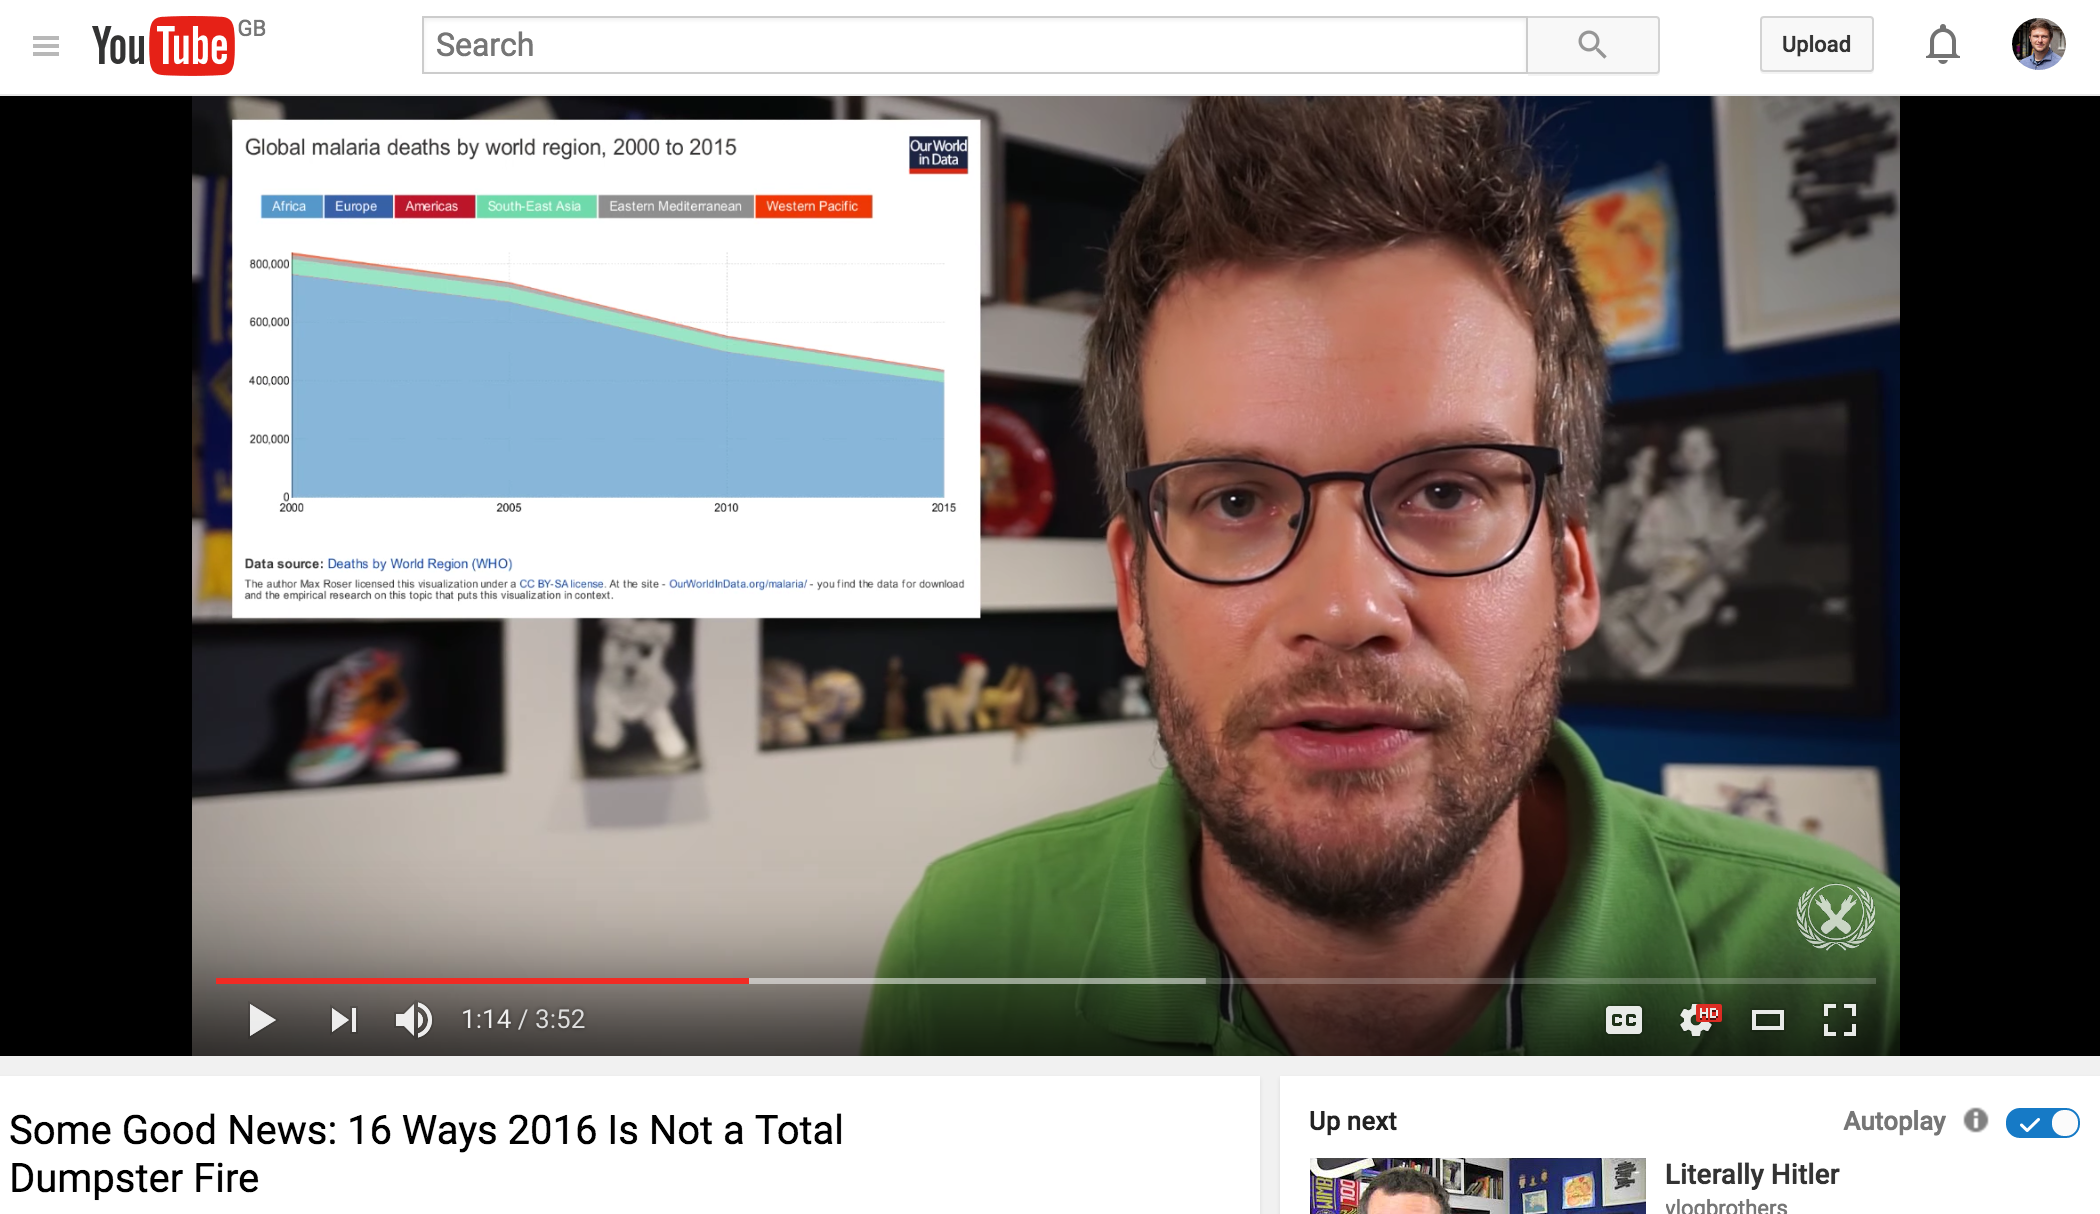 YouTube GB
Search
Upload
Global malaria deaths by world region, 2000 to 2015
Our World
in Data
Africa
Europe
Americas
South-East Asia
Eastern Mediterranean
Western Pacific
800,000
600,000
400,000
200,000
0
2000
2005
2010
2015
Data source: Deaths by World Region (WHO)
The author Max Roser licensed this visualization under a CC BY-SA license. At the site - OurWorldInData.org/malaria/ - you find the data for download
and the empirical research on this topic that puts this visualization in context.
1:14 / 3:52
CC
HD
Some Good News: 16 Ways 2016 Is Not a Total
Dumpster Fire
Up next
Autoplay
Literally Hitler
vlogbrothers